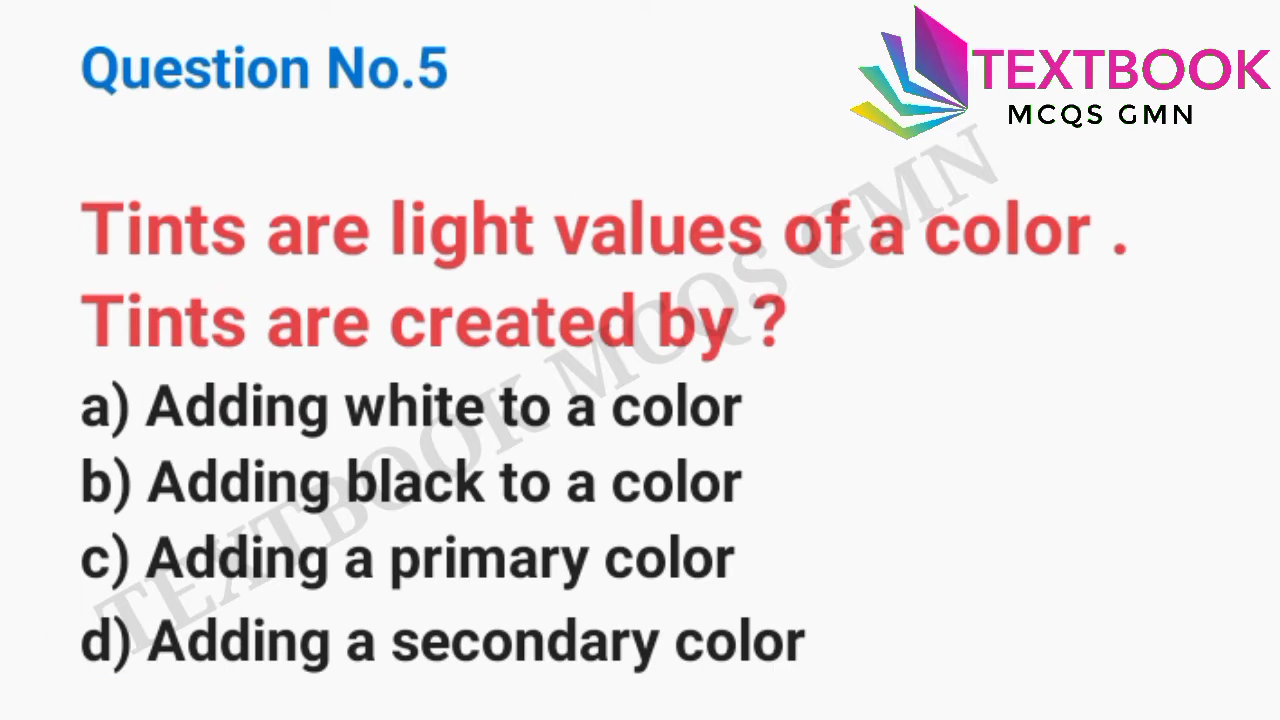 Question No.5
TEXTBOOK
MCQS GMN
Tints are light values of a color .
Tints are created by ?
a) Adding white to a color
b) Adding black to a color
c) Adding a primary color
d) Adding a secondary color
TEXTBOOK MCQS GMN